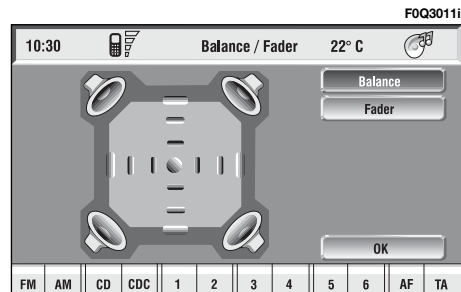 F0Q3011i
10:30 Balance / Fader 22° C
Balance
Fader
OK
FM AM CD CDC 1 2 3 4 5 6 AF TA